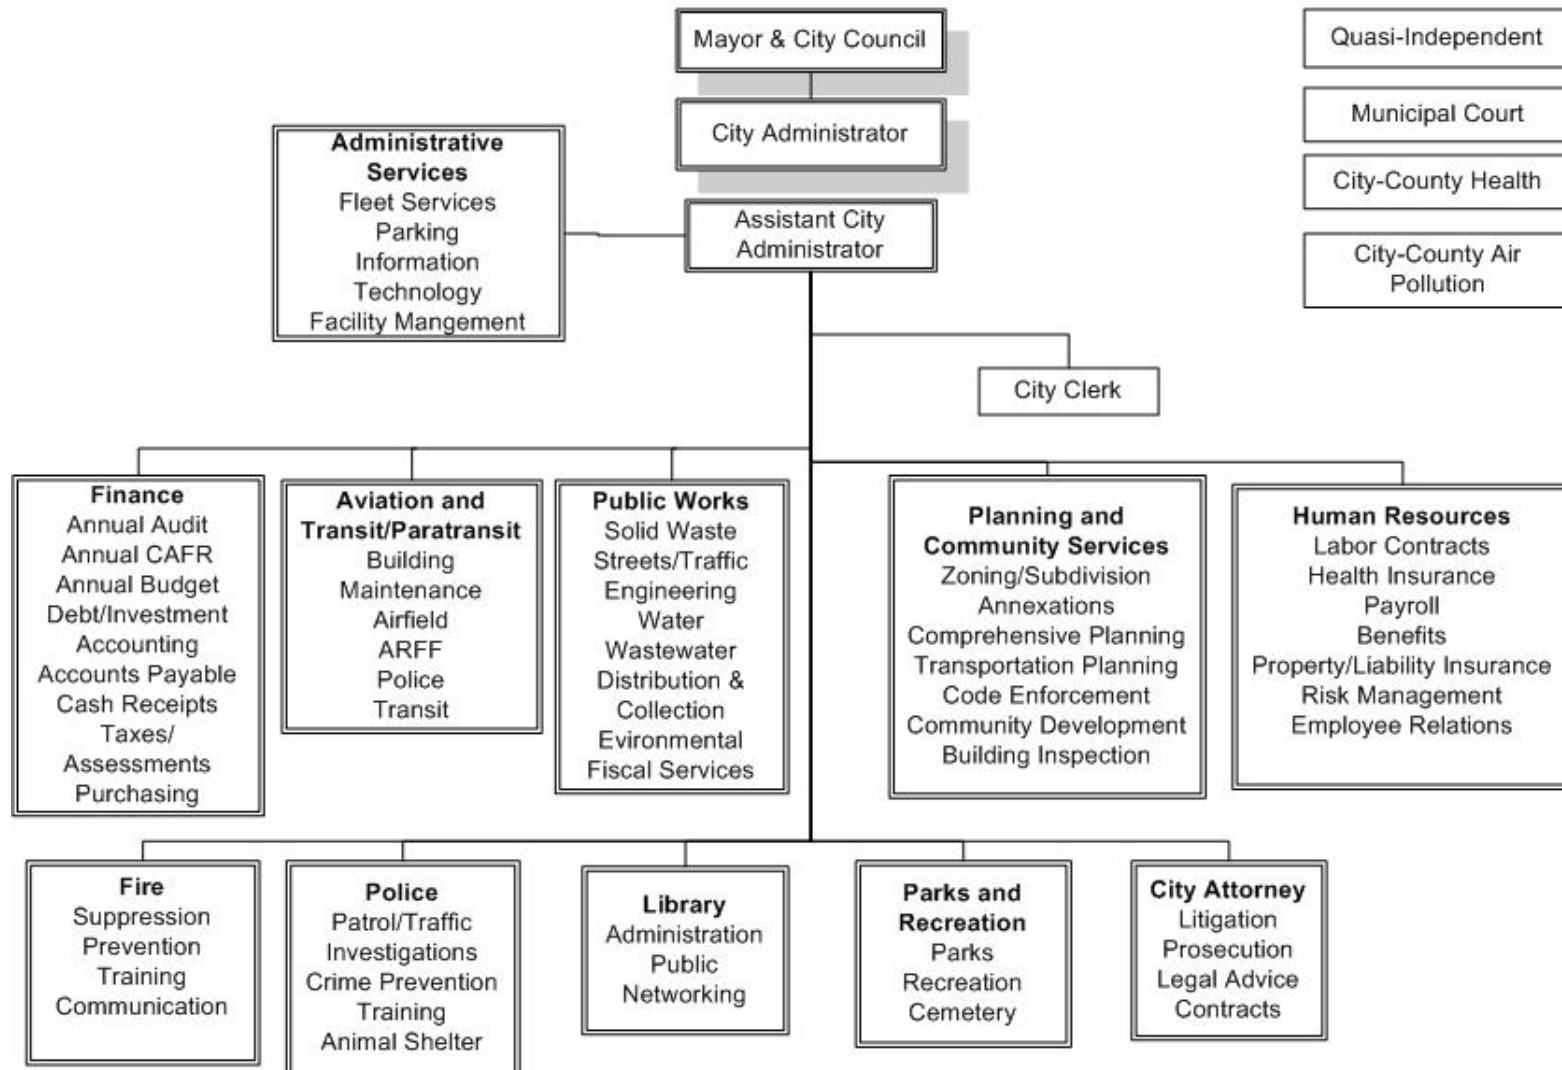 Mayor & City Council
City Administrator
Assistant City
Administrator
Administrative
Services
Fleet Services
Parking
Information
Technology
Facility Mangement
Quasi-Independent
Municipal Court
City-County Health
City-County Air
Pollution
City Clerk
Finance
Annual Audit
Annual CAFR
Annual Budget
Debt/Investment
Accounting
Accounts Payable
Cash Receipts
Taxes/
Assessments
Purchasing
Aviation and
Transit/Paratransit
Building
Maintenance
Airfield
ARFF
Police
Transit
Public Works
Solid Waste
Streets/Traffic
Engineering
Water
Wastewater
Distribution &
Collection
Evironmental
Fiscal Services
Planning and
Community Services
Zoning/Subdivision
Annexations
Comprehensive Planning
Transportation Planning
Code Enforcement
Community Development
Building Inspection
Human Resources
Labor Contracts
Health Insurance
Payroll
Benefits
Property/Liability Insurance
Risk Management
Employee Relations
Fire
Suppression
Prevention
Training
Communication
Police
Patrol/Traffic
Investigations
Crime Prevention
Training
Animal Shelter
Library
Administration
Public
Networking
Parks and
Recreation
Parks
Recreation
Cemetery
City Attorney
Litigation
Prosecution
Legal Advice
Contracts